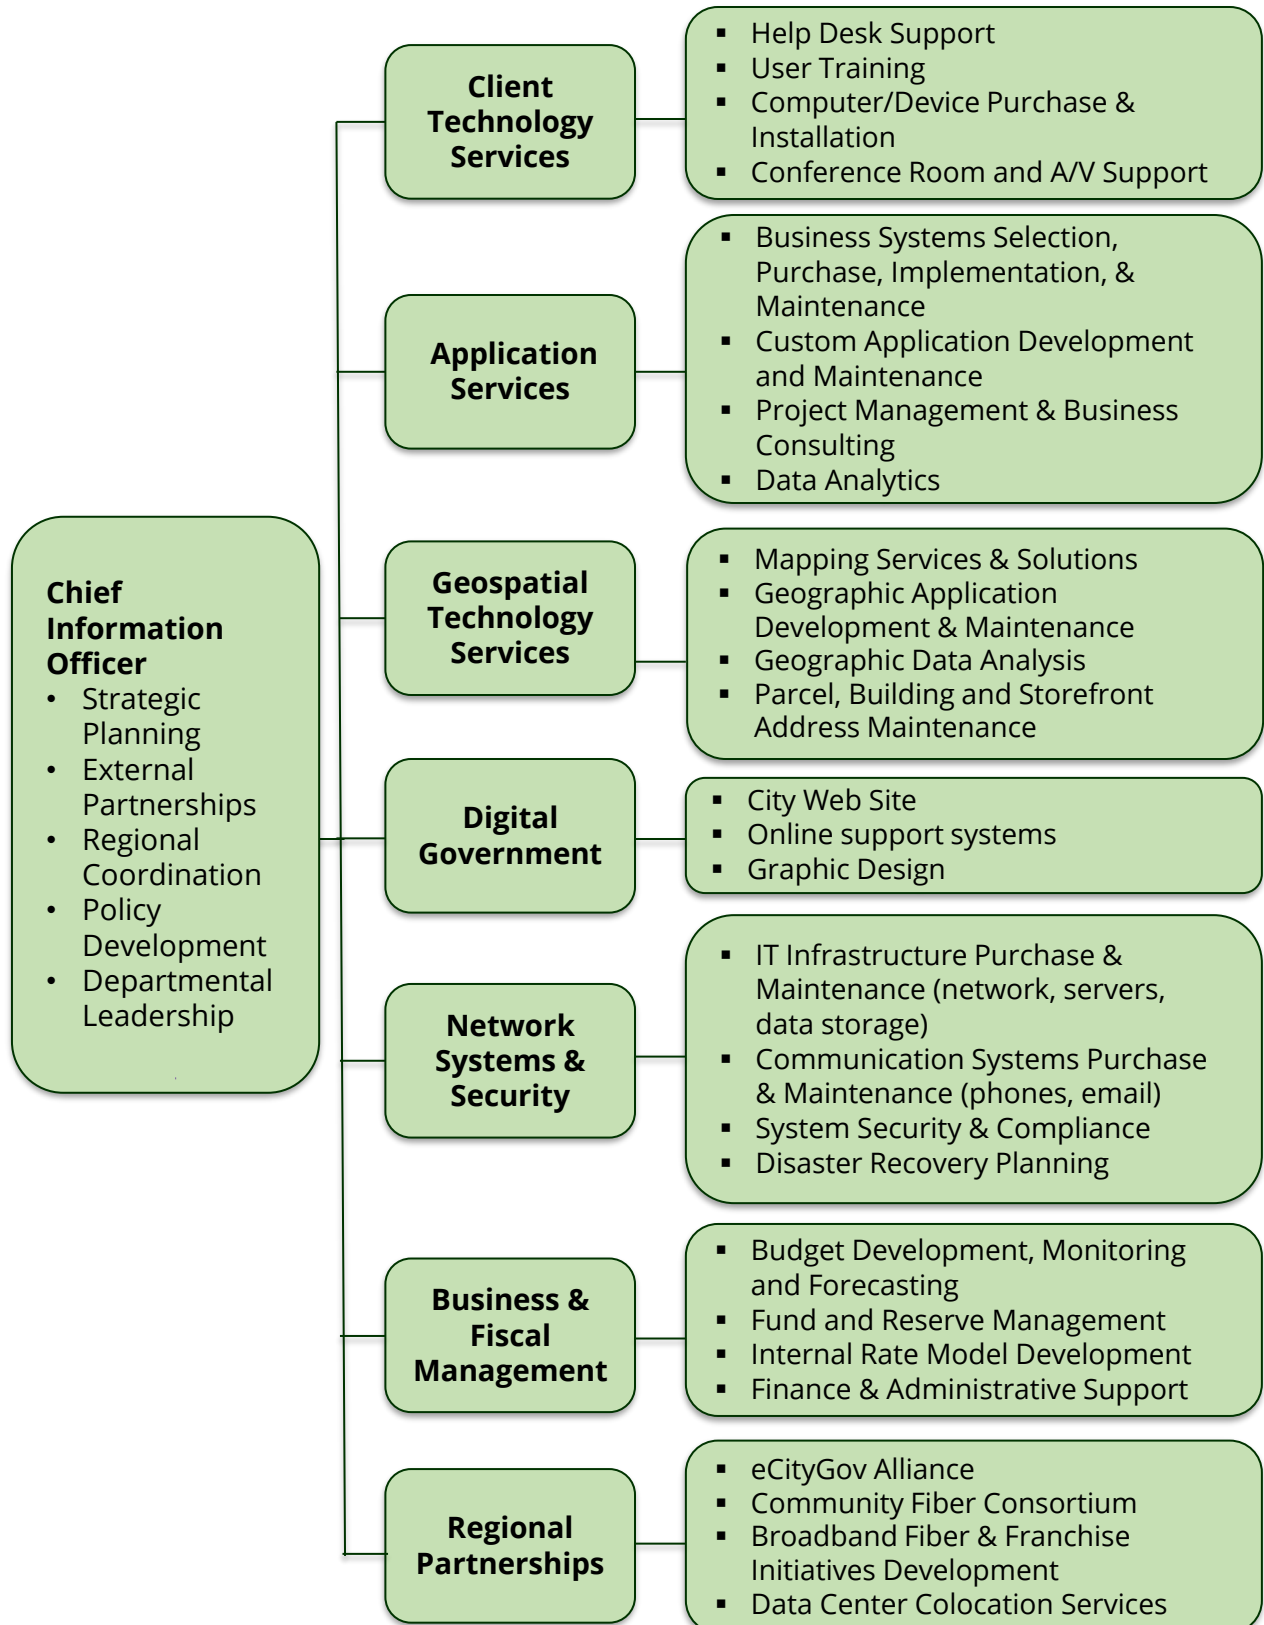 Chief
Information
Officer
• Strategic
Planning
• External
Partnerships
• Regional
Coordination
• Policy
Development
• Departmental
Leadership
Client
Technology
Services
▪ Help Desk Support
▪ User Training
▪ Computer/Device Purchase &
Installation
▪ Conference Room and A/V Support
Application
Services
▪ Business Systems Selection,
Purchase, Implementation, &
Maintenance
▪ Custom Application Development
and Maintenance
▪ Project Management & Business
Consulting
▪ Data Analytics
Geospatial
Technology
Services
▪ Mapping Services & Solutions
▪ Geographic Application
Development & Maintenance
▪ Geographic Data Analysis
▪ Parcel, Building and Storefront
Address Maintenance
Digital
Government
▪ City Web Site
▪ Online support systems
▪ Graphic Design
Network
Systems &
Security
▪ IT Infrastructure Purchase &
Maintenance (network, servers,
data storage)
▪ Communication Systems Purchase
& Maintenance (phones, email)
▪ System Security & Compliance
▪ Disaster Recovery Planning
Business &
Fiscal
Management
▪ Budget Development, Monitoring
and Forecasting
▪ Fund and Reserve Management
▪ Internal Rate Model Development
▪ Finance & Administrative Support
Regional
Partnerships
▪ eCityGov Alliance
▪ Community Fiber Consortium
▪ Broadband Fiber & Franchise
Initiatives Development
▪ Data Center Colocation Services